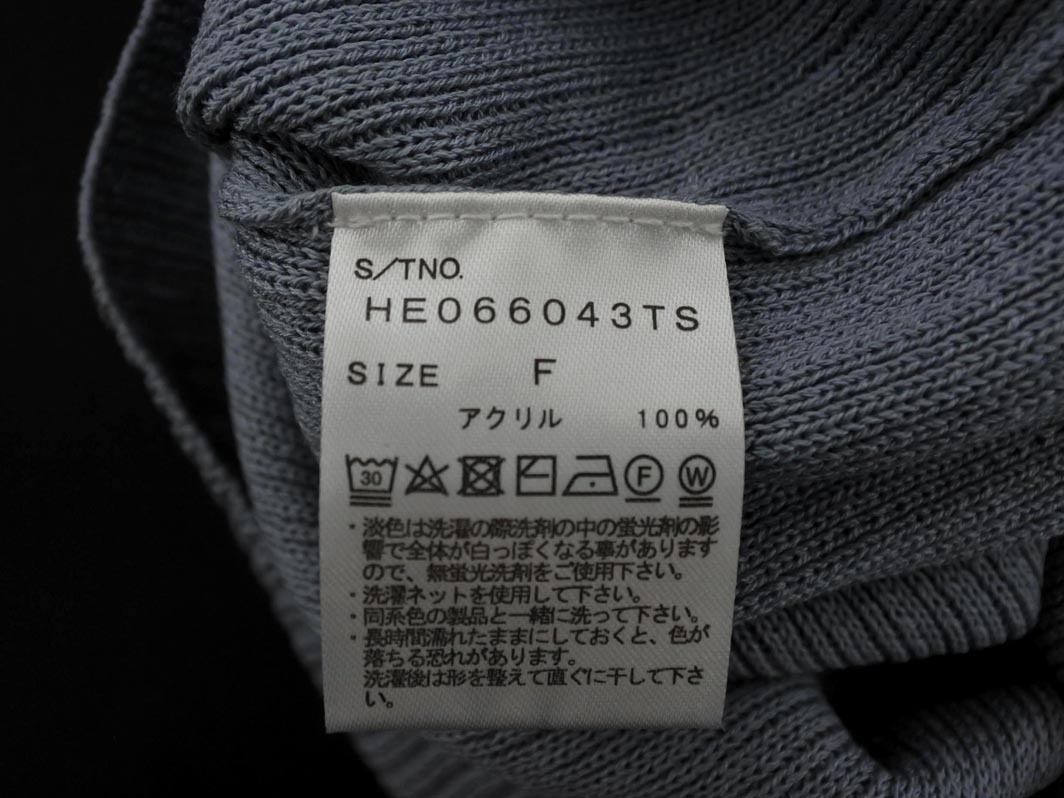 S/TNO.
HE066043TS
SIZE F
アクリル 100%
30 F W
・淡色は洗濯の際洗剤の中の蛍光剤の影
響で全体が白っぽくなる事があります
ので、無蛍光洗剤をご使用下さい。
・洗濯ネットを使用して下さい。
・同系色の製品と一緒に洗って下さい。
・長時間濡れたままにしておくと、色が
落ちる恐れがあります。
洗濯後は形を整えて直ぐに干して下さ
い。